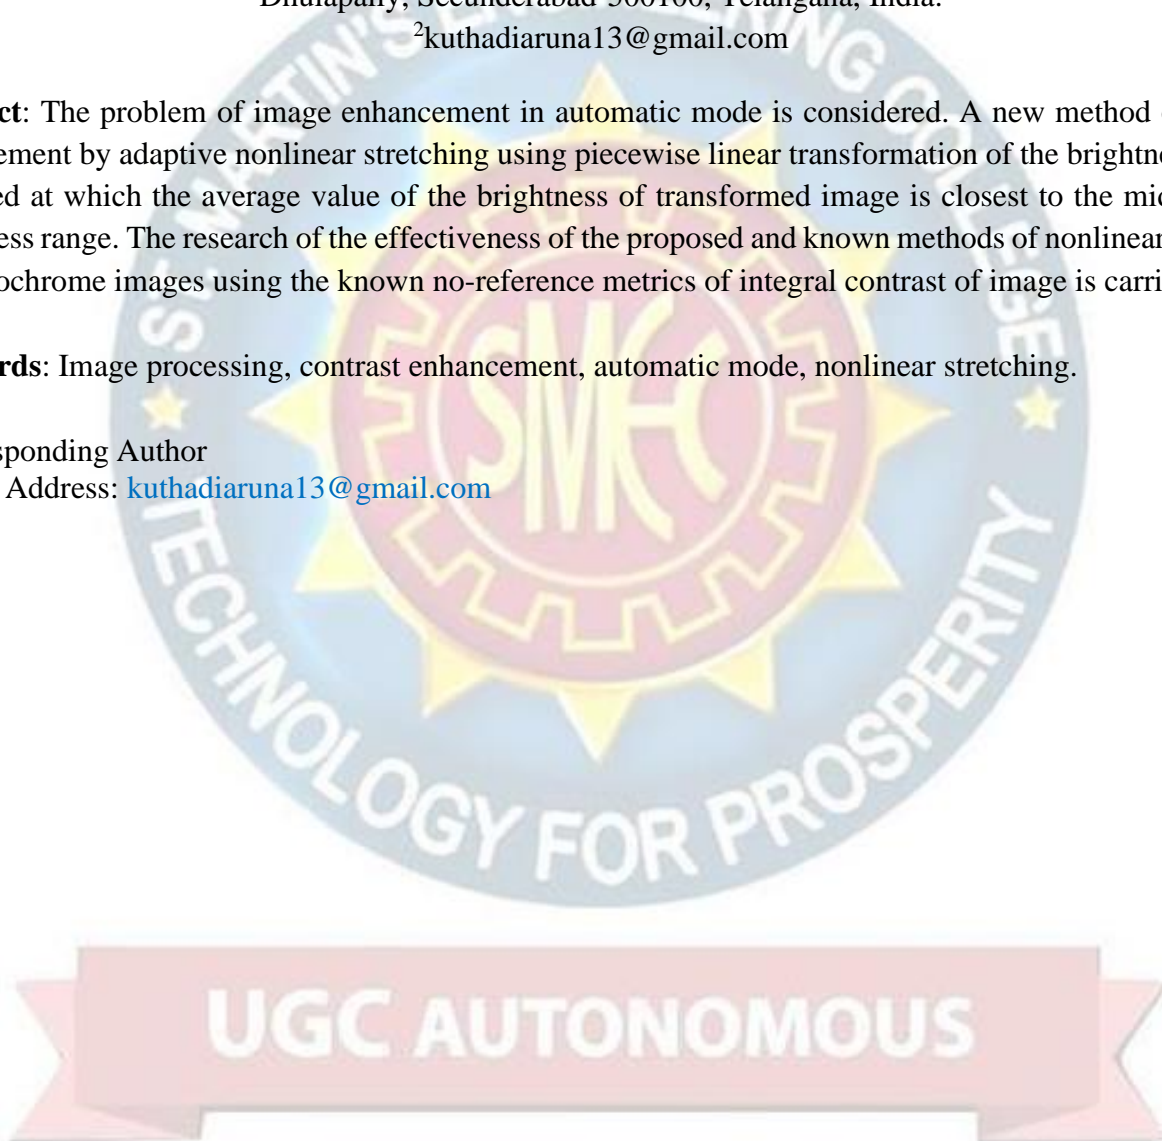 Dhulapally, Secunderabad-500100, Telangana, India.
²kuthadiaruna13@gmail.com
ct: The problem of image enhancement in automatic mode is considered. A new method
ement by adaptive nonlinear stretching using piecewise linear transformation of the brightne
ed at which the average value of the brightness of transformed image is closest to the mid
ess range. The research of the effectiveness of the proposed and known methods of nonlinear
ochrome images using the known no-reference metrics of integral contrast of image is carri
rds: Image processing, contrast enhancement, automatic mode, nonlinear stretching.
sponding Author
Address: kuthadiaruna13@gmail.com
ST. MARTIN'S ENGINEERING COLLEGE
SMEC
TECHNOLOGY FOR PROSPERITY
UGC AUTONOMOUS